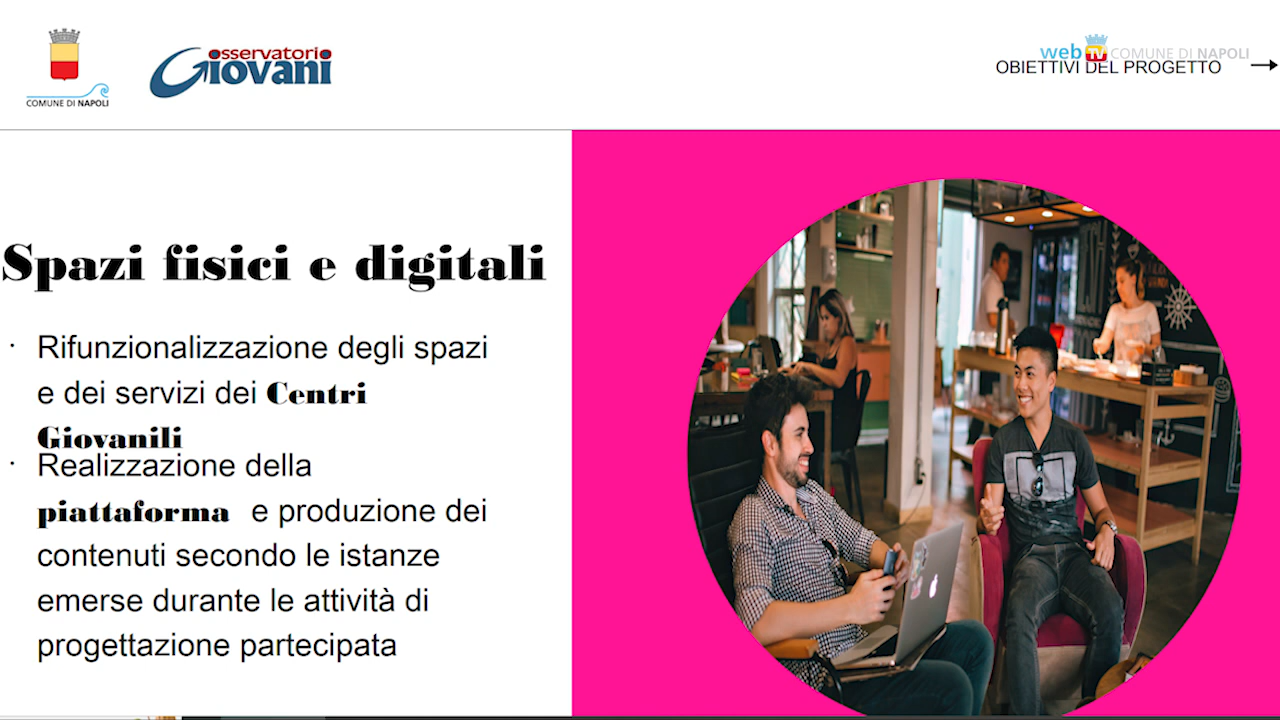 COMUNE DI NAPOLI
Osservatorio
Giovani
web TV COMUNE DI NAPOLI
OBIETTIVI DEL PROGETTO
Spazi fisici e digitali
· Rifunzionalizzazione degli spazi
e dei servizi dei Centri
Giovanili
· Realizzazione della
piattaforma e produzione dei
contenuti secondo le istanze
emerse durante le attività di
progettazione partecipata